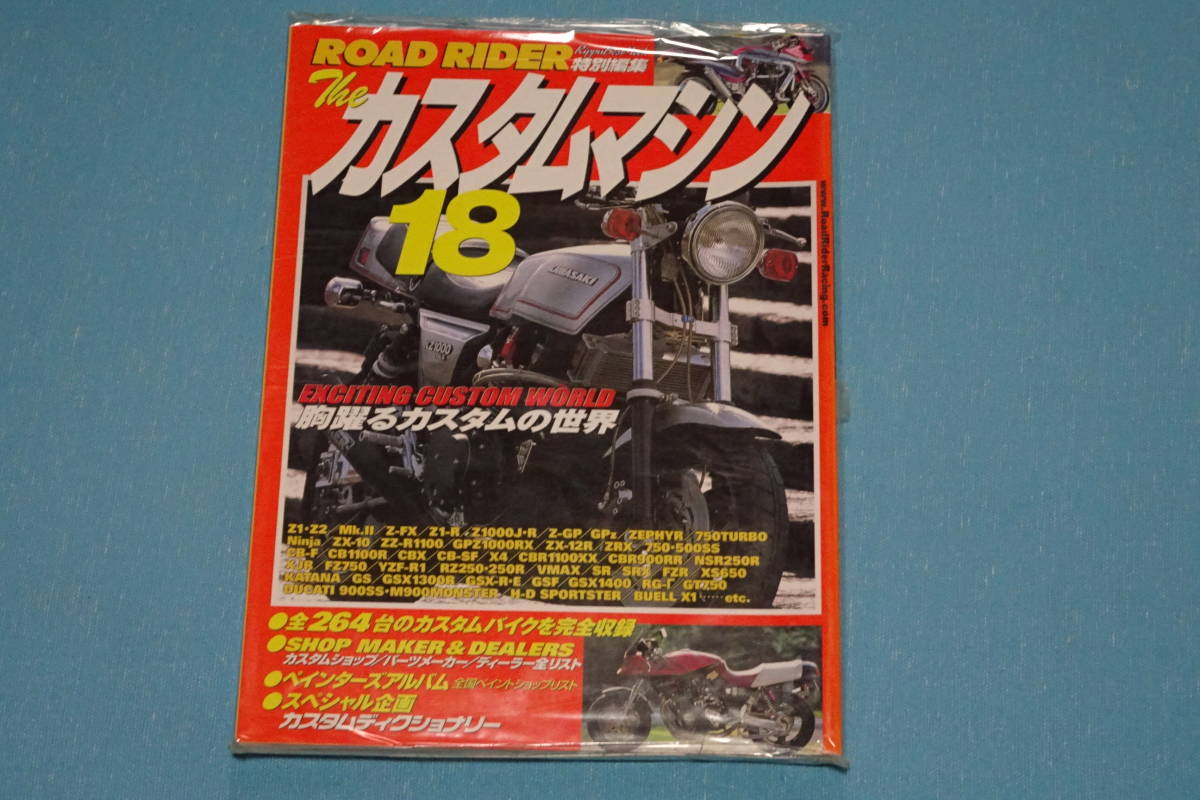 ROAD RIDER 特別編集
The カスタムマシン
18
www.RoadRiderRacing.com
KAWASAKI
KZ1000
EXCITING CUSTOM WORLD
胸躍るカスタムの世界
Z1・Z2／Mk.II／Z-FX／Z1-R／Z1000J・R／Z-GP／GPz／ZEPHYR／750TURBO
Ninja／ZX-10／ZZ-R1100／GPZ1000RX／ZX-12R／ZRX／750・500SS
CB-F／CB1100R／CBX／CB-SF／X4／CBR1100XX／CBR900RR／NSR250R
XJR／FZ750／YZF-R1／RZ250・250R／VMAX／SR／SRX／FZR／XS650
KATANA／GS／GSX1300R／GSX-R・E／GSF／GSX1400／RG-Γ／GT750
DUCATI 900SS・M900MONSTER／H-D SPORTSTER／BUELL X1……etc.
●全264台のカスタムバイクを完全収録
●SHOP MAKER & DEALERS
カスタムショップ/パーツメーカー/ディーラー全リスト
●ペインターズアルバム 全国ペイントショップリスト
●スペシャル企画
カスタムディクショナリー